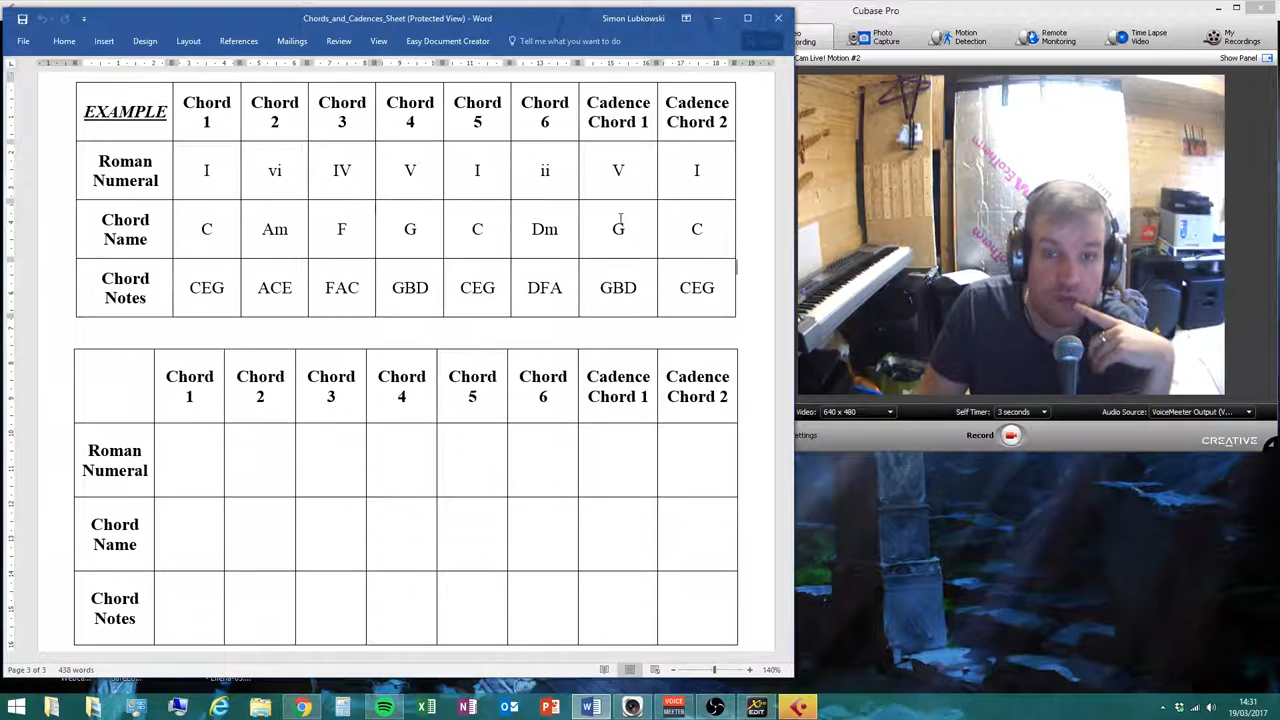 Chords_and_Cadences_Sheet (Protected View) - Word
Simon Lubkowski
Cubase Pro
File Home Insert Design Layout References Mailings Review View Easy Document Creator Tell me what you want to do
Photo Capture
Motion Detection
Remote Monitoring
Time Lapse Video
My Recordings
Cam Live! Motion #2
Show Panel
EXAMPLE Chord 1 Chord 2 Chord 3 Chord 4 Chord 5 Chord 6 Cadence Chord 1 Cadence Chord 2
Roman Numeral I vi IV V I ii V I
Chord Name C Am F G C Dm G C
Chord Notes CEG ACE FAC GBD CEG DFA GBD CEG
Chord 1 Chord 2 Chord 3 Chord 4 Chord 5 Chord 6 Cadence Chord 1 Cadence Chord 2
Roman Numeral
Chord Name
Chord Notes
Video: 640 x 480 Self Timer: 3 seconds Audio Source: VoiceMeeter Output (V...
ettings Record CREATIVE
Page 3 of 3 438 words 140%
VOICE MEETER
EDIT
14:31
19/03/2017